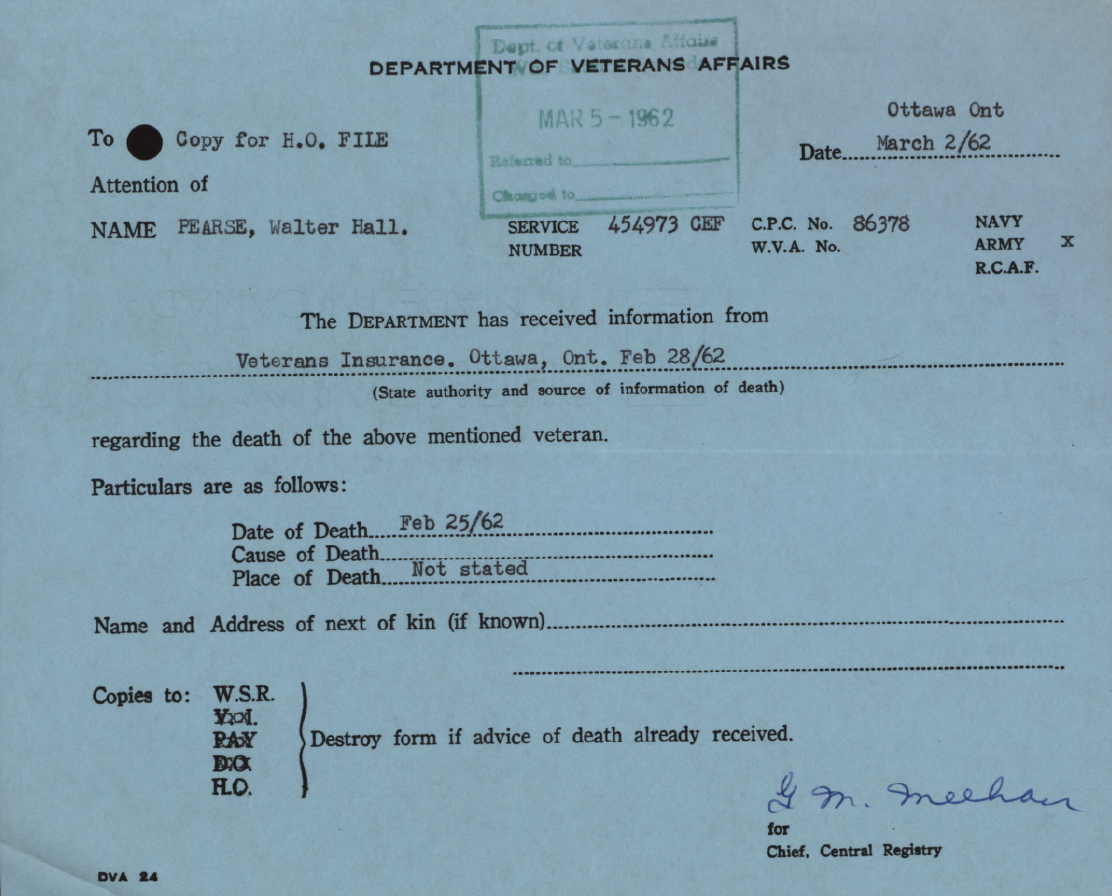 Dept. of Veterans Affairs
DEPARTMENT OF VETERANS AFFAIRS
MAR 5 - 1962
Referred to
Charged to
Ottawa Ont
To Copy for H.O. FILE
Date March 2/62
Attention of
NAME PEARSE, Walter Hall.
SERVICE NUMBER 454973 CEF
C.P.C. No. 86378
W.V.A. No.
NAVY
ARMY X
R.C.A.F.
The DEPARTMENT has received information from
Veterans Insurance. Ottawa, Ont. Feb 28/62
(State authority and source of information of death)
regarding the death of the above mentioned veteran.
Particulars are as follows:
Date of Death Feb 25/62
Cause of Death
Place of Death Not stated
Name and Address of next of kin (if known)
Copies to: W.S.R.
V.I.
PAY
D.O.
H.O.
Destroy form if advice of death already received.
G M. Meehan
for
Chief, Central Registry
DVA 24